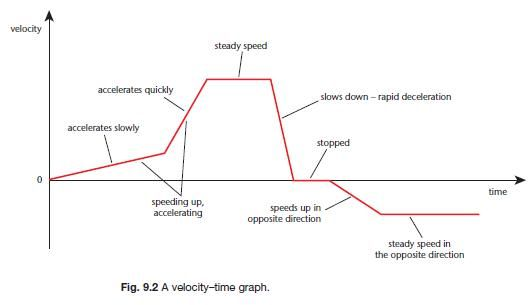 velocity
steady speed
accelerates quickly
slows down – rapid deceleration
accelerates slowly
stopped
0
time
speeding up,
accelerating
speeds up in
opposite direction
steady speed in
the opposite direction
Fig. 9.2 A velocity–time graph.